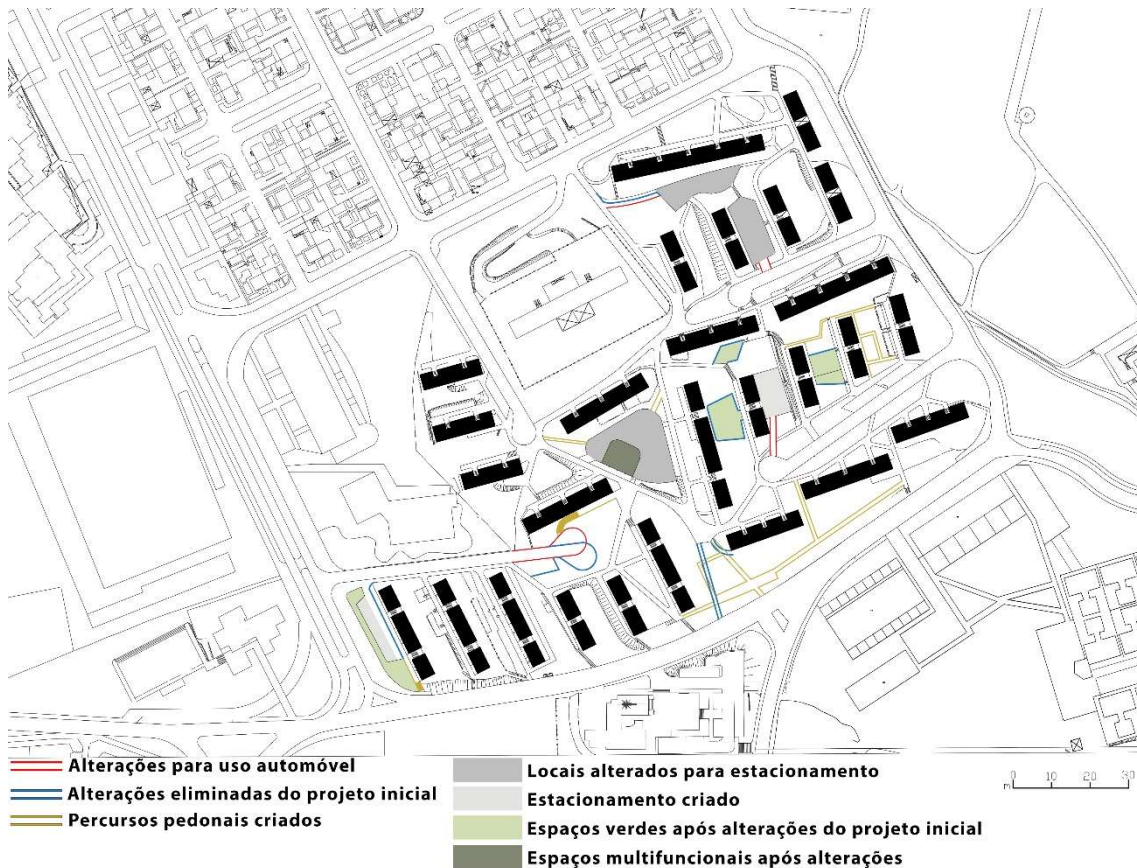 Alterações para uso automóvel
Alterações eliminadas do projeto inicial
Percursos pedonais criados
Locais alterados para estacionamento
Estacionamento criado
Espaços verdes após alterações do projeto inicial
Espaços multifuncionais após alterações
0 10 20 30
m